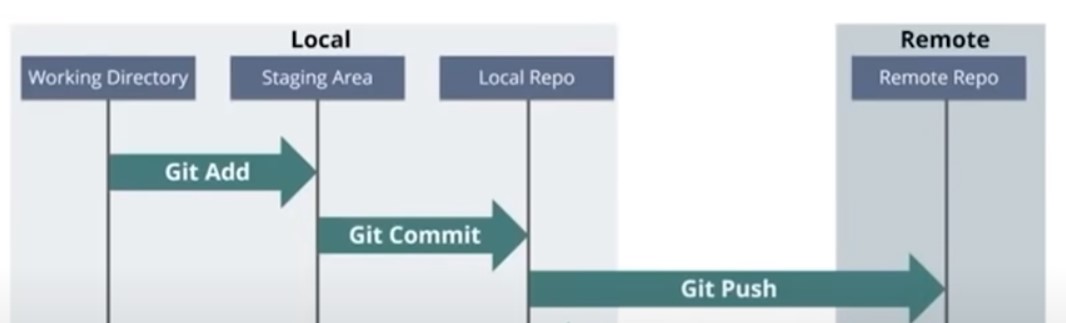 Local
Remote
Working Directory
Staging Area
Local Repo
Remote Repo
Git Add
Git Commit
Git Push